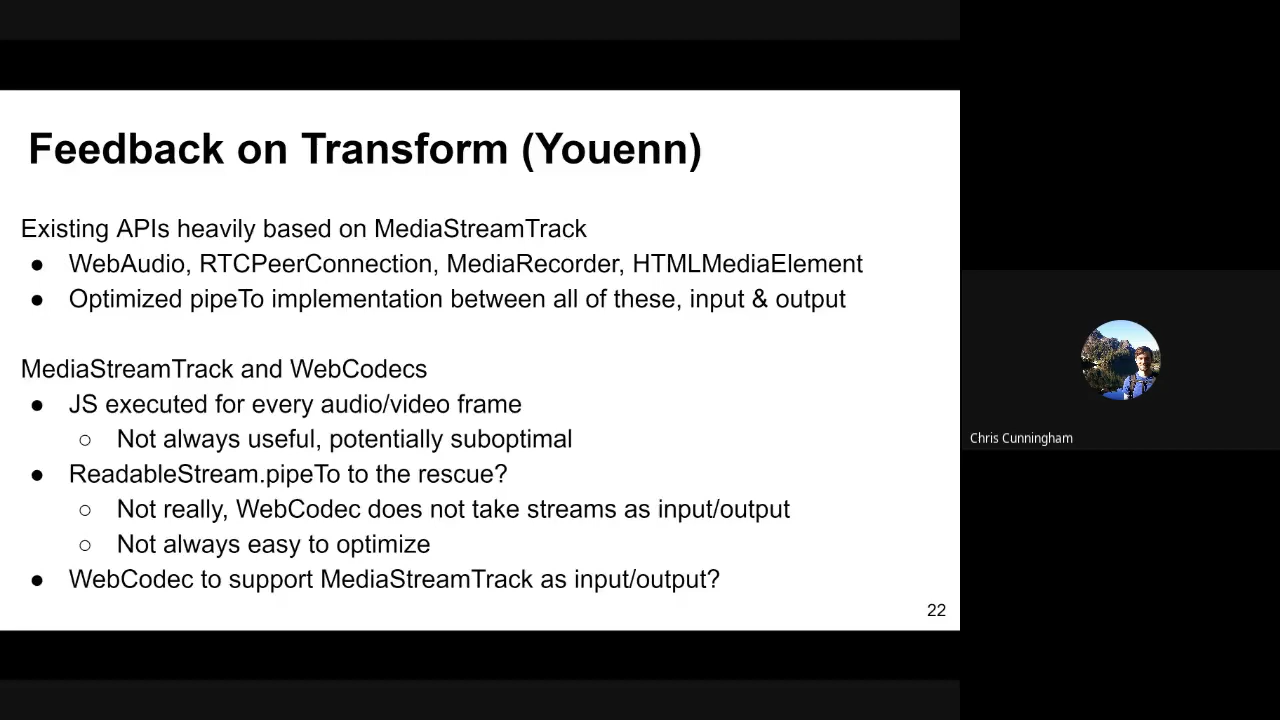 Feedback on Transform (Youenn)
Existing APIs heavily based on MediaStreamTrack
● WebAudio, RTCPeerConnection, MediaRecorder, HTMLMediaElement
● Optimized pipeTo implementation between all of these, input & output
MediaStreamTrack and WebCodecs
● JS executed for every audio/video frame
○ Not always useful, potentially suboptimal
● ReadableStream.pipeTo to the rescue?
○ Not really, WebCodec does not take streams as input/output
○ Not always easy to optimize
● WebCodec to support MediaStreamTrack as input/output?
22
Chris Cunningham